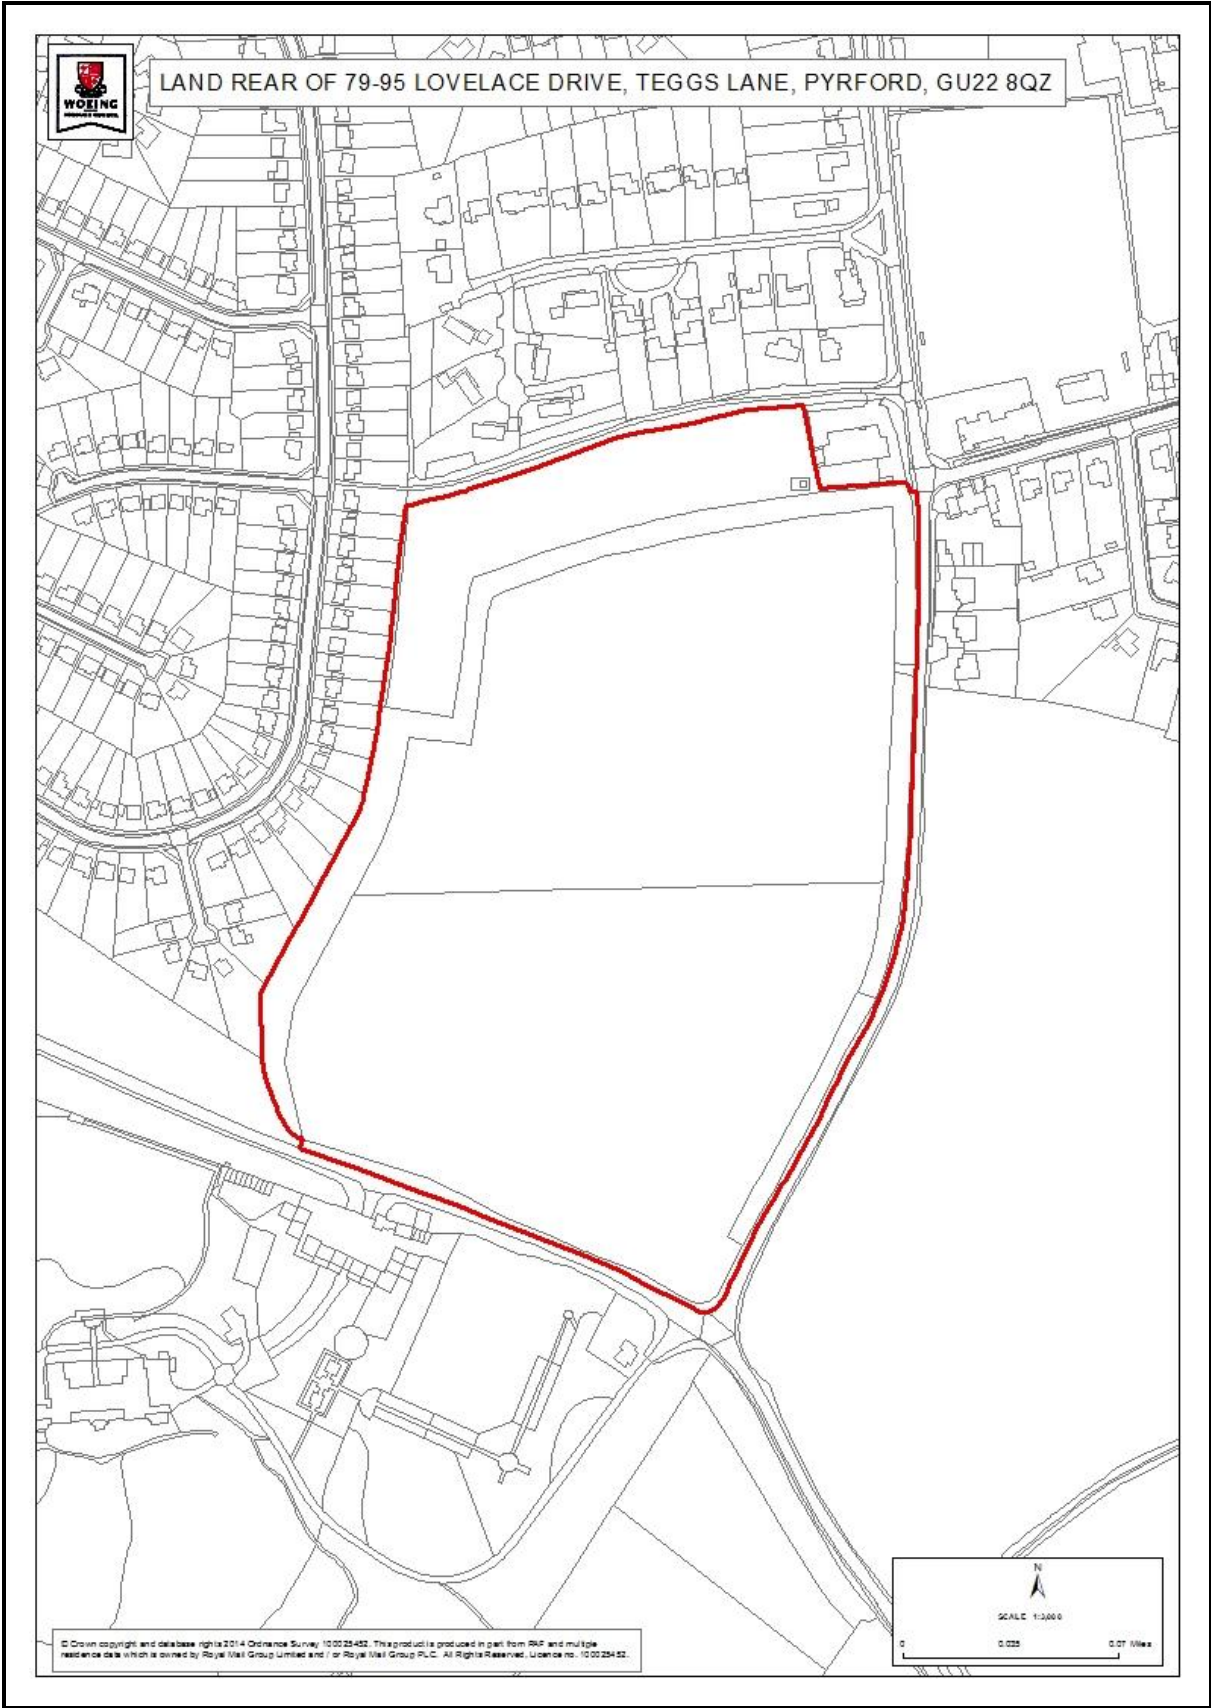 LAND REAR OF 79-95 LOVELACE DRIVE, TEGGS LANE, PYRFORD, GU22 8QZ
WOKING
BOROUGH COUNCIL
N
SCALE 1:3,000
0 0.035 0.07 Miles
© Crown copyright and database rights 2014 Ordnance Survey 100025452. This product is produced in part from PAF and multiple
residence data which is owned by Royal Mail Group Limited and / or Royal Mail Group PLC. All Rights Reserved, Licence no. 100025452.